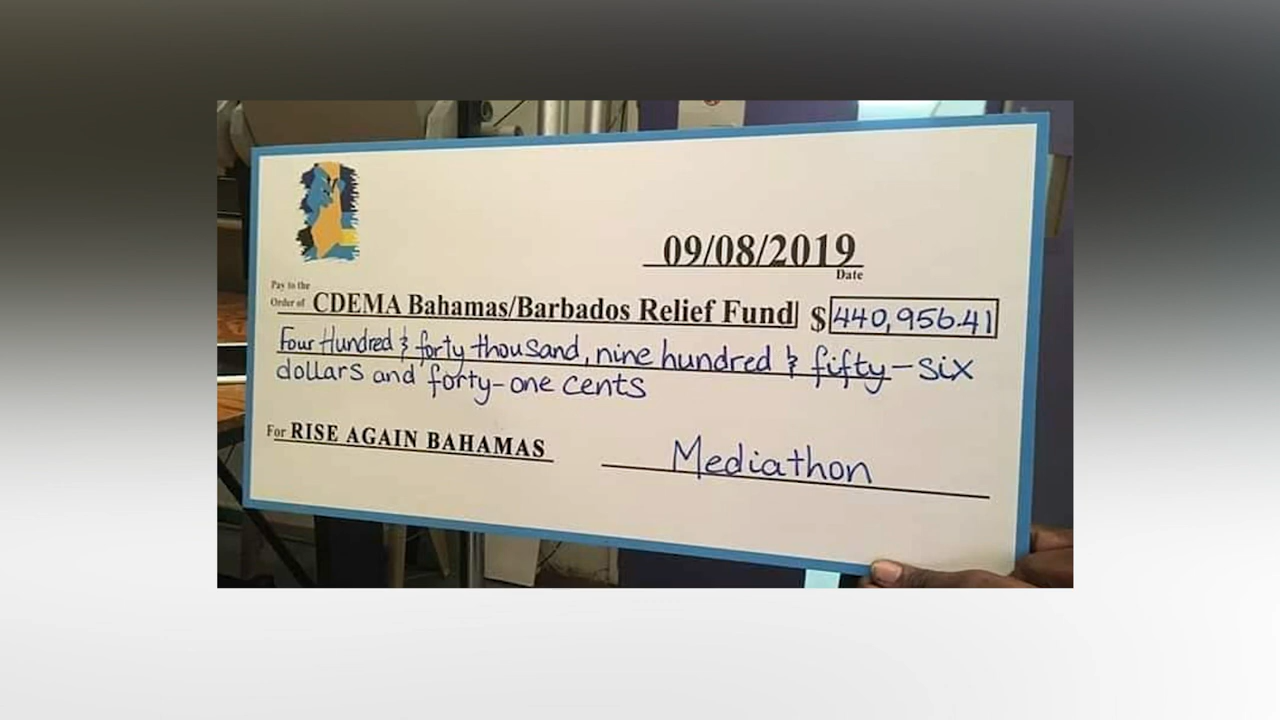 09/08/2019
Date
Pay to the
Order of CDEMA Bahamas/Barbados Relief Fund $ 440,956.41
Four Hundred & forty thousand, nine hundred & fifty-six
dollars and forty-one cents
For RISE AGAIN BAHAMAS
Mediathon